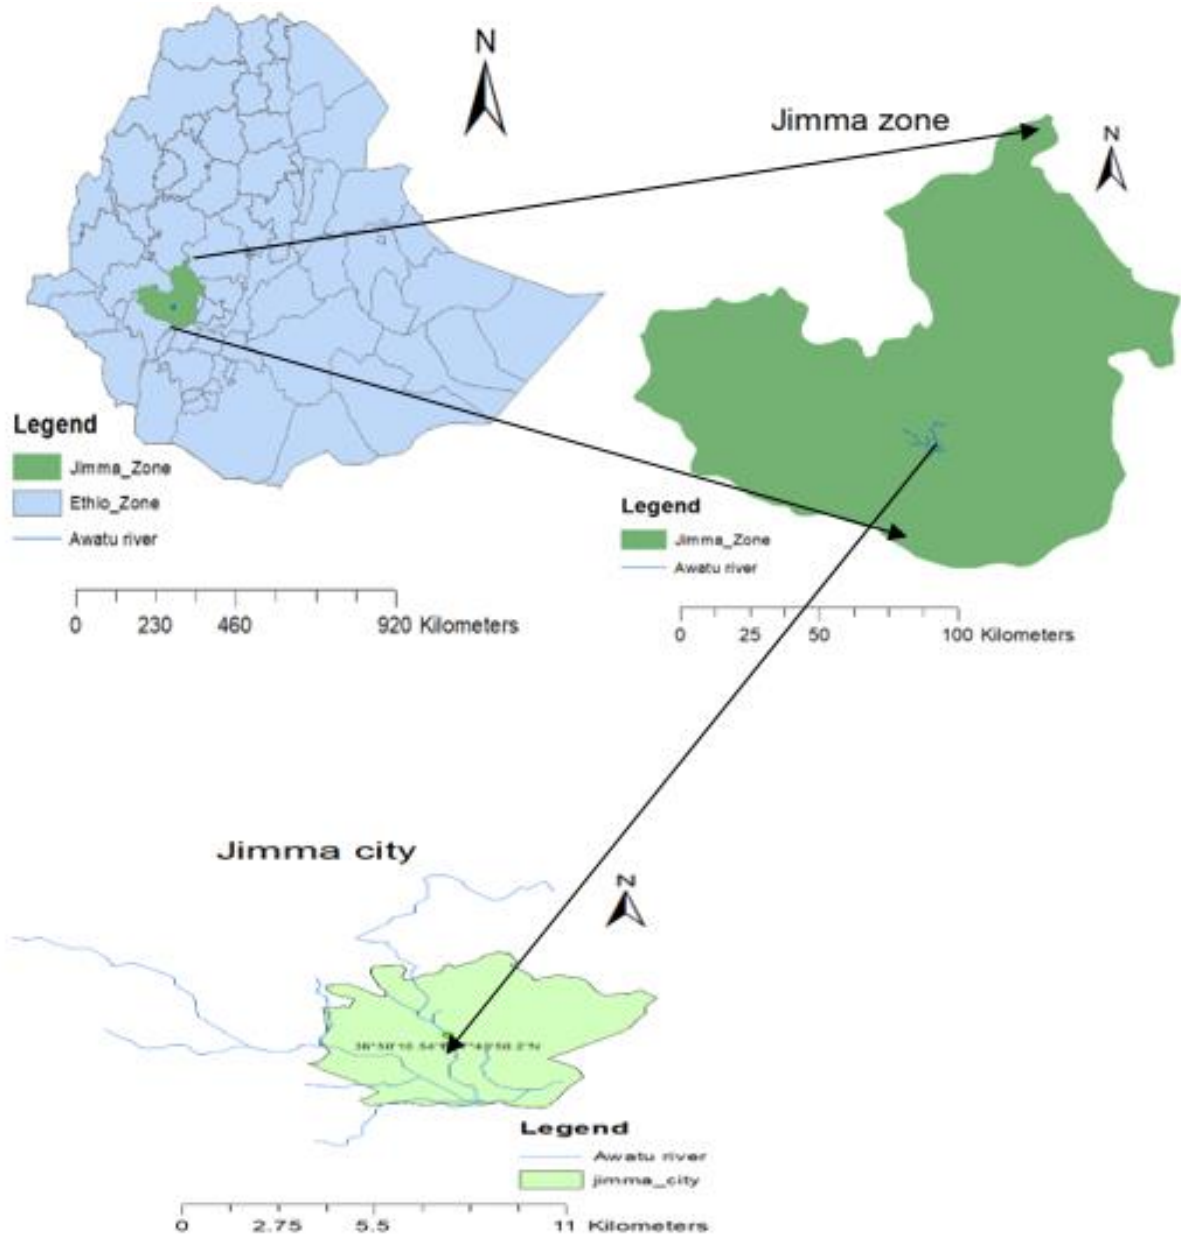 N
Jimma zone
N
Legend
Jimma_Zone
Ethio_Zone
Awatu river
0 230 460 920 Kilometers
Legend
Jimma_Zone
Awatu river
0 25 50 100 Kilometers
Jimma city
N
Legend
Awatu river
jimma_city
0 2.75 5.5 11 Kilometers